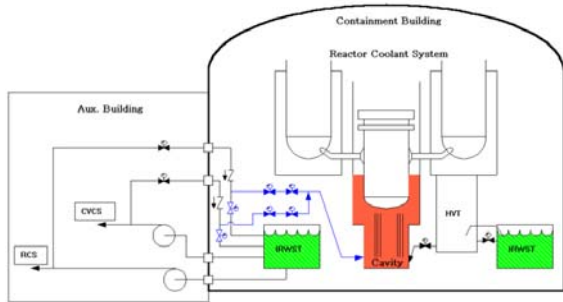 Containment Building
Reactor Coolant System
Aux. Building
CVCS
RCS
IRWST
Cavity
HVT
IRWST